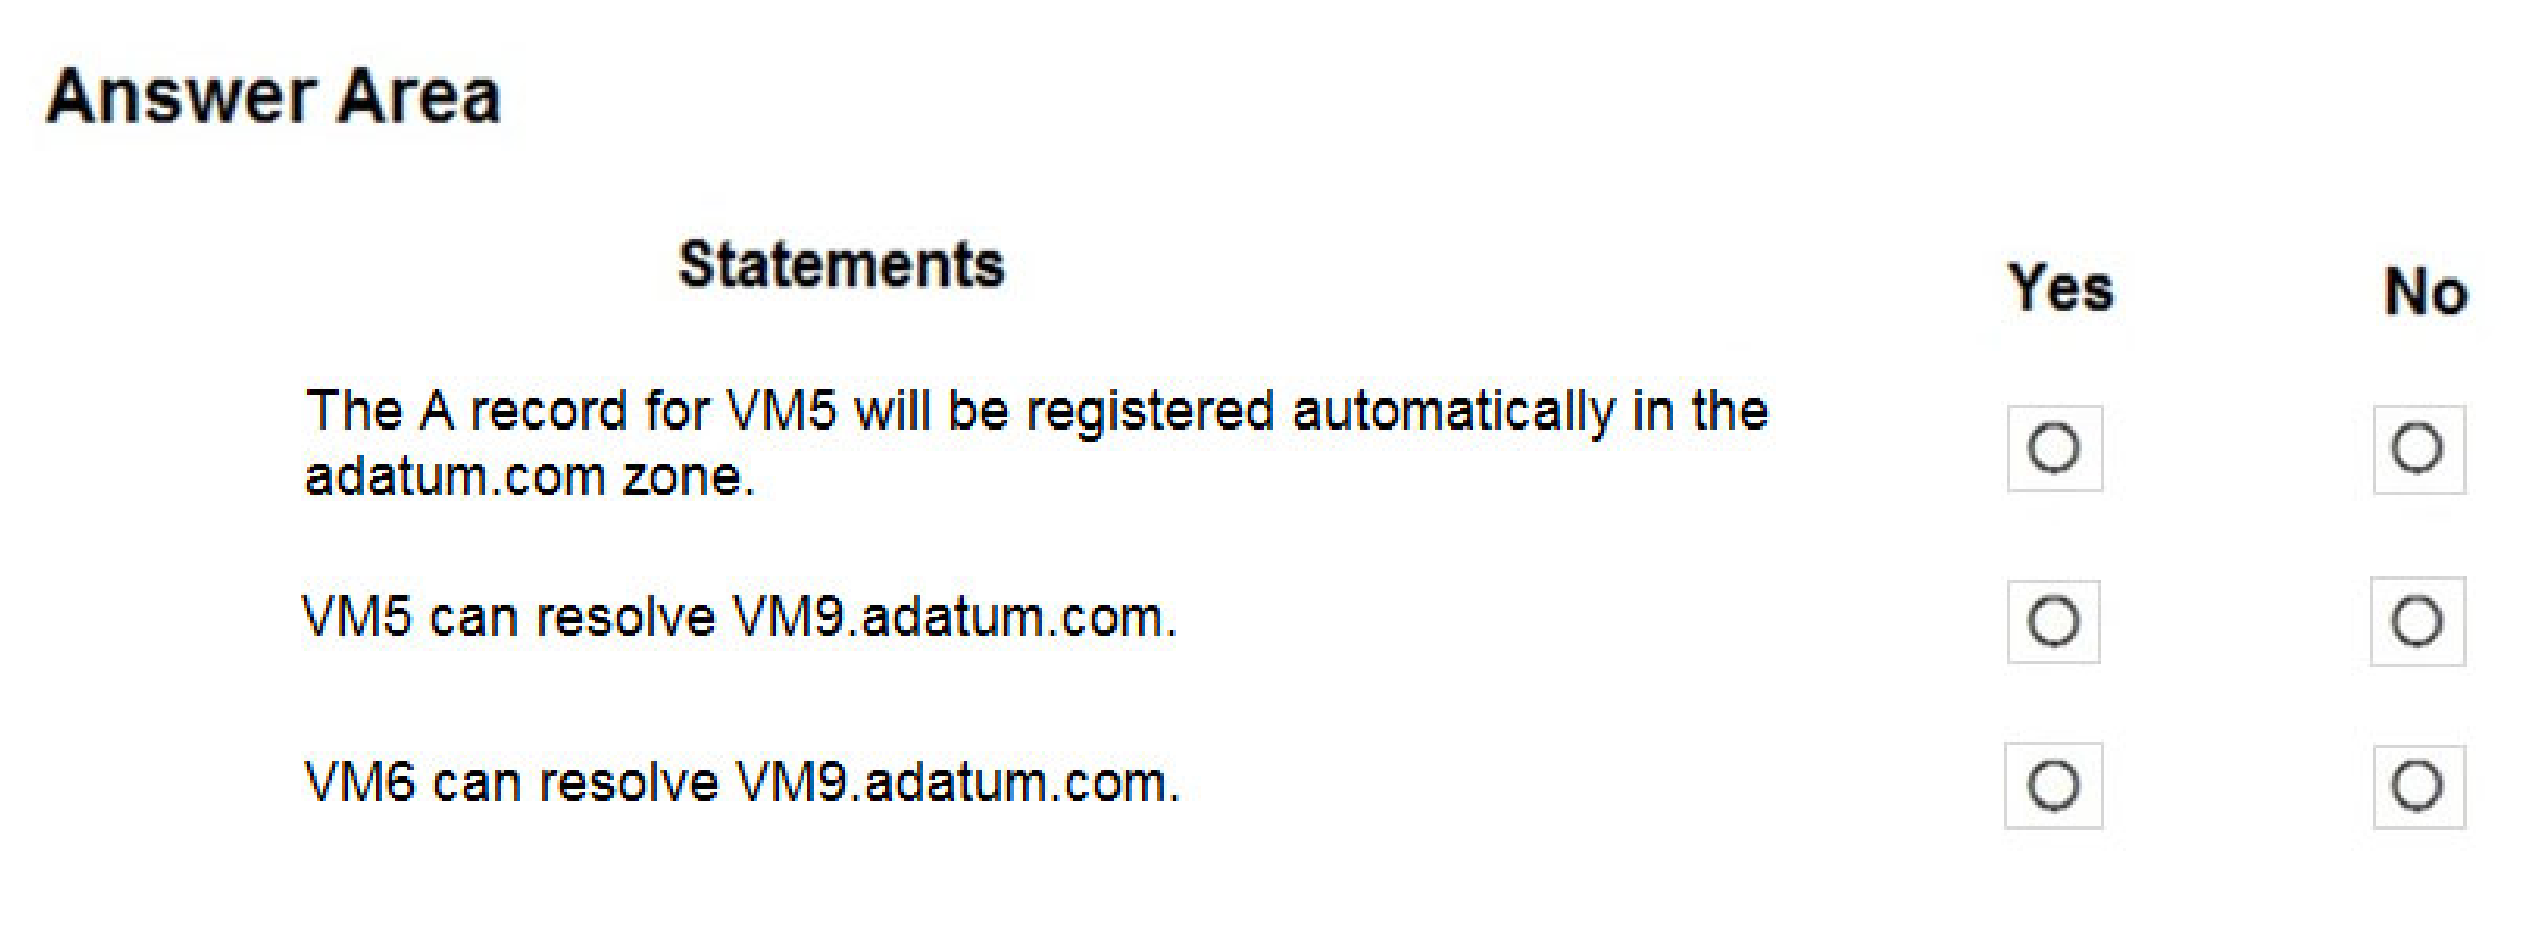 Answer Area
Statements Yes No
The A record for VM5 will be registered automatically in the
adatum.com zone.
VM5 can resolve VM9.adatum.com.
VM6 can resolve VM9.adatum.com.